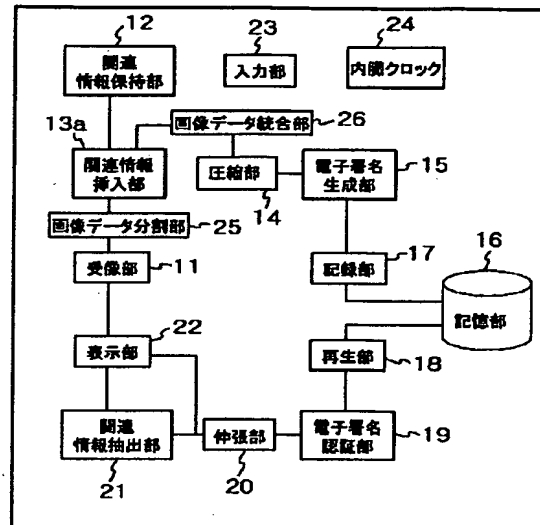 12
23
24
関連
情報保持部
入力部
内臓クロック
13a
画像データ統合部
26
関連情報
挿入部
圧縮部
14
電子署名
生成部
15
画像データ分割部
25
受像部
11
記録部
17
16
記憶部
表示部
22
再生部
18
関連
情報抽出部
21
伸張部
20
電子署名
認証部
19